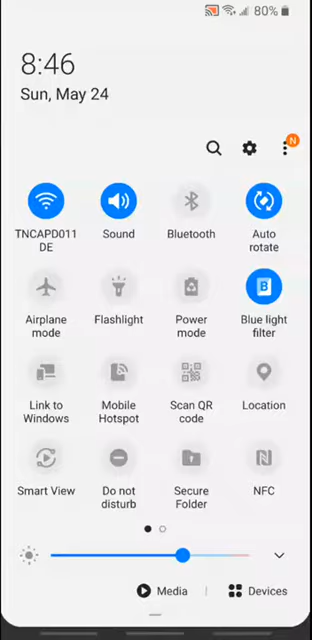 80%
8:46
Sun, May 24
N
TNCAPD011
DE
Sound
Bluetooth
Auto
rotate
Airplane
mode
Flashlight
Power
mode
B
Blue light
filter
Link to
Windows
Mobile
Hotspot
Scan QR
code
Location
Smart View
Do not
disturb
Secure
Folder
NFC
Media
Devices